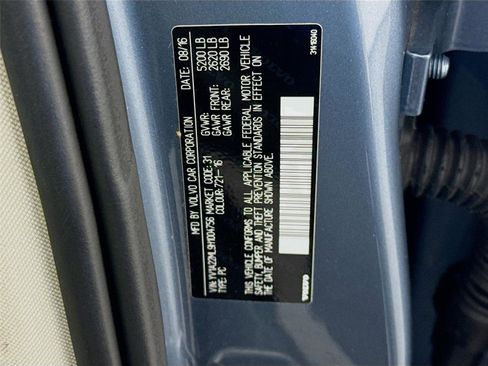 MFD. BY VOLVO CAR CORPORATION DATE: 08/16
GVWR: 5200 LB
GAWR FRONT: 2620 LB
GAWR REAR: 2690 LB
MARKET CODE: 31
TYPE: PC COLOUR: 721-16
THIS VEHICLE CONFORMS TO ALL APPLICABLE FEDERAL MOTOR VEHICLE
SAFETY, BUMPER AND THEFT PREVENTION STANDARDS IN EFFECT ON
THE DATE OF MANUFACTURE SHOWN ABOVE.
VOLVO